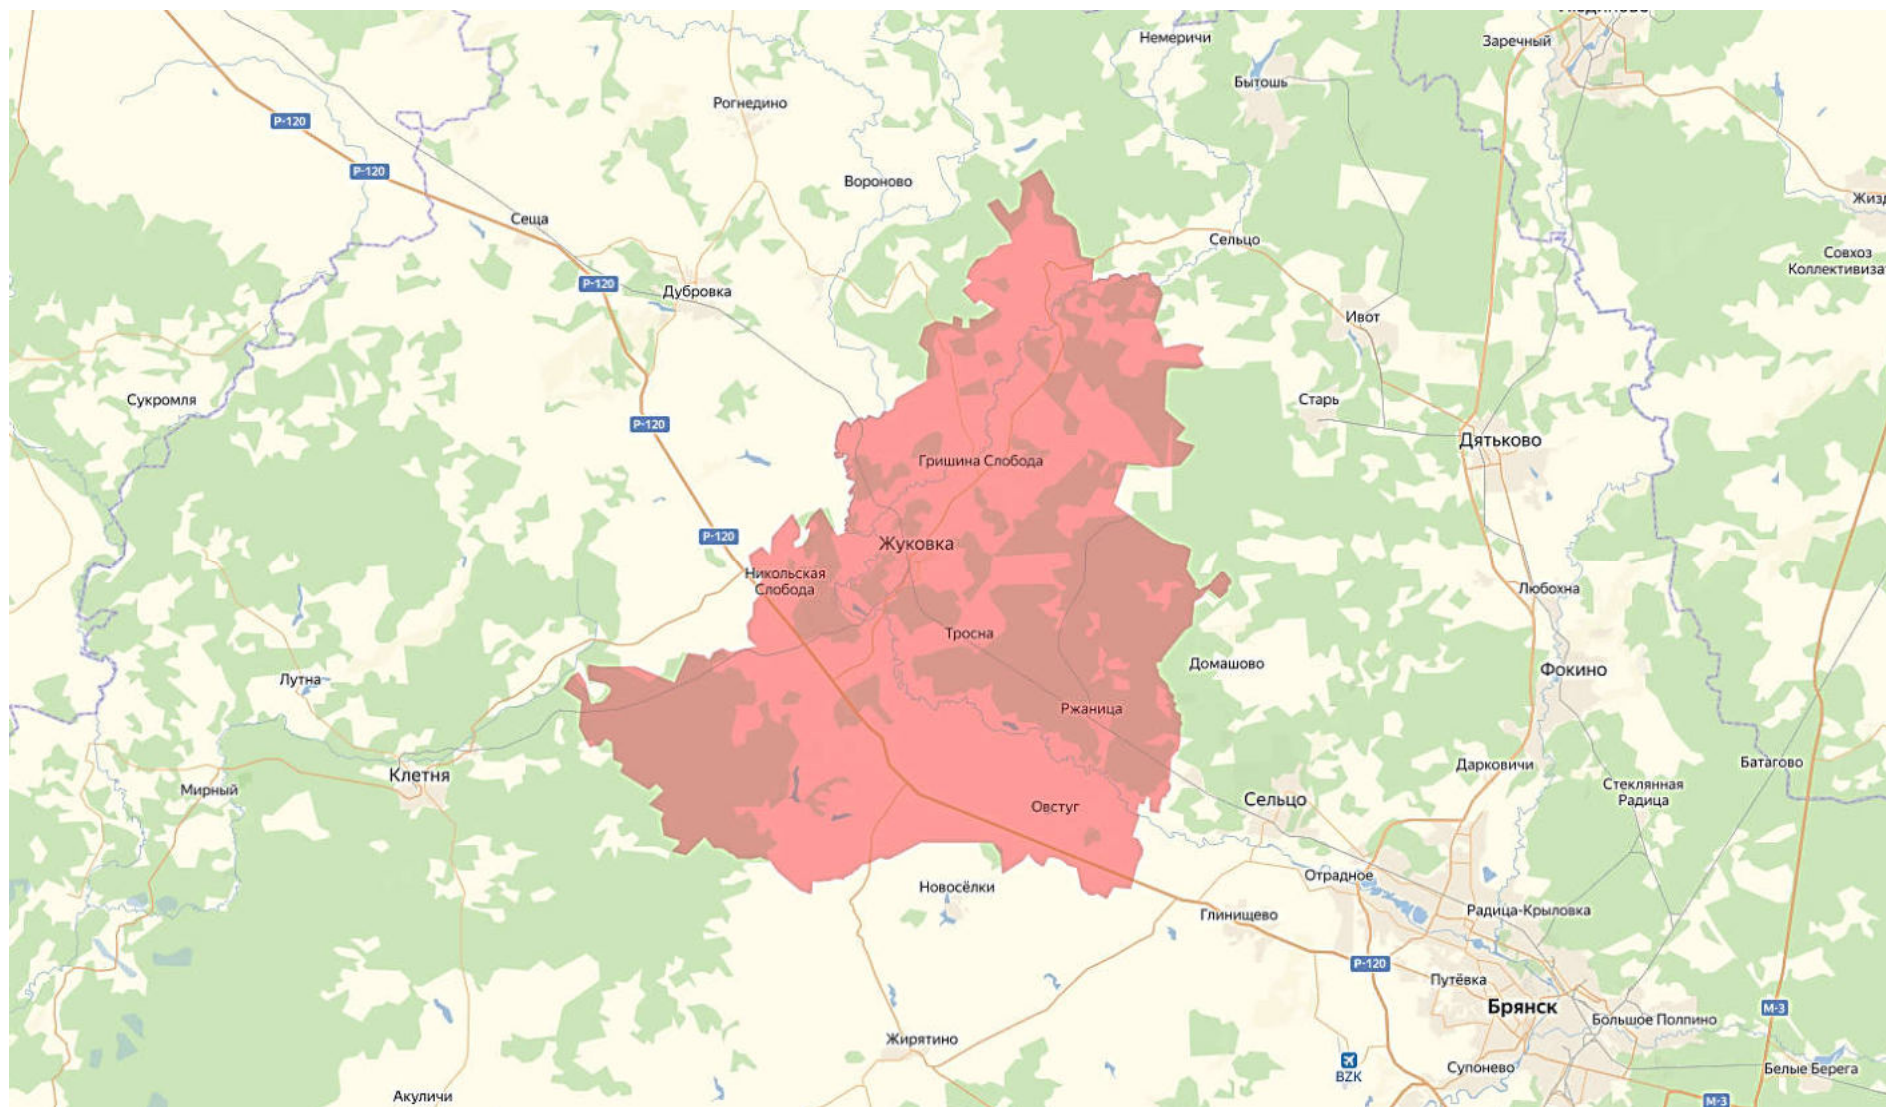 Людиново
Немеричи
Заречный
Бытошь
Рогнедино
Р-120
Р-120
Вороново
Жизд
Сеща
Сельцо
Совхоз
Коллективиза
Р-120
Дубровка
Ивот
Сукромля
Старь
Р-120
Дятьково
Гришина Слобода
Р-120
Жуковка
Никольская
Слобода
Любохна
Тросна
Домашово
Фокино
Лутна
Ржаница
Батагово
Дарковичи
Клетня
Мирный
Стеклянная
Радица
Сельцо
Овстуг
Отрадное
Новосёлки
Радица-Крыловка
Глинищево
Р-120
Путёвка
Брянск
М-3
Большое Полпино
Жирятино
BZK
Супонево
Белые Берега
Акуличи
М-3